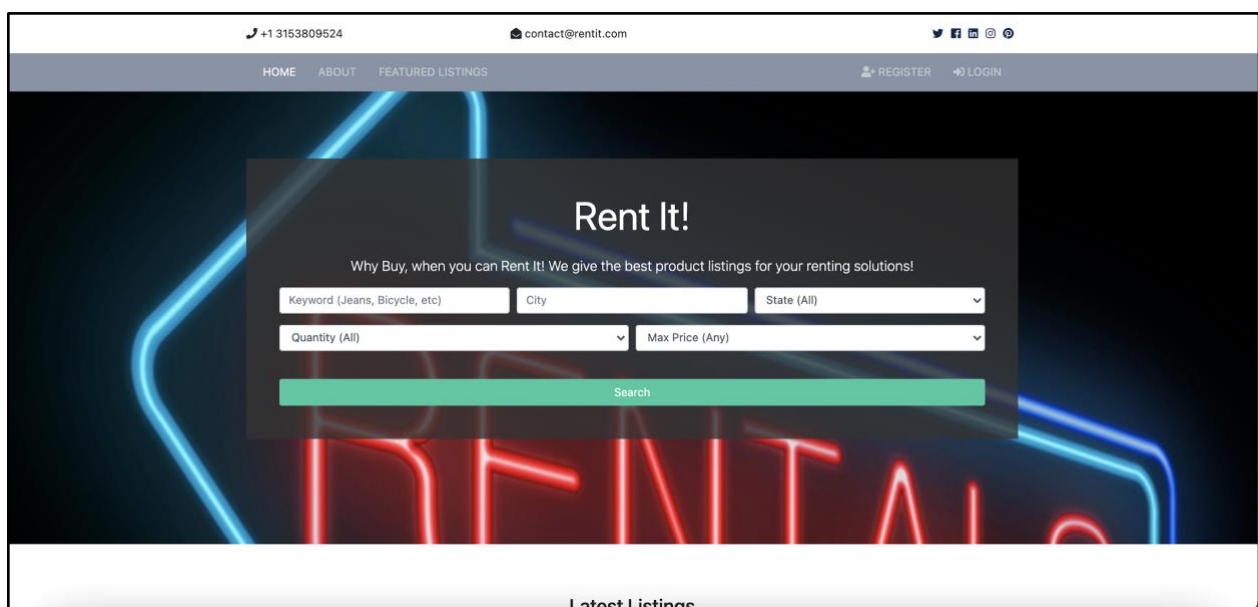 +1 3153809524 contact@rentit.com
HOME ABOUT FEATURED LISTINGS REGISTER LOGIN
Rent It!
Why Buy, when you can Rent It! We give the best product listings for your renting solutions!
Keyword (Jeans, Bicycle, etc) City State (All)
Quantity (All) Max Price (Any)
Search
RENTALS
Latest Listings